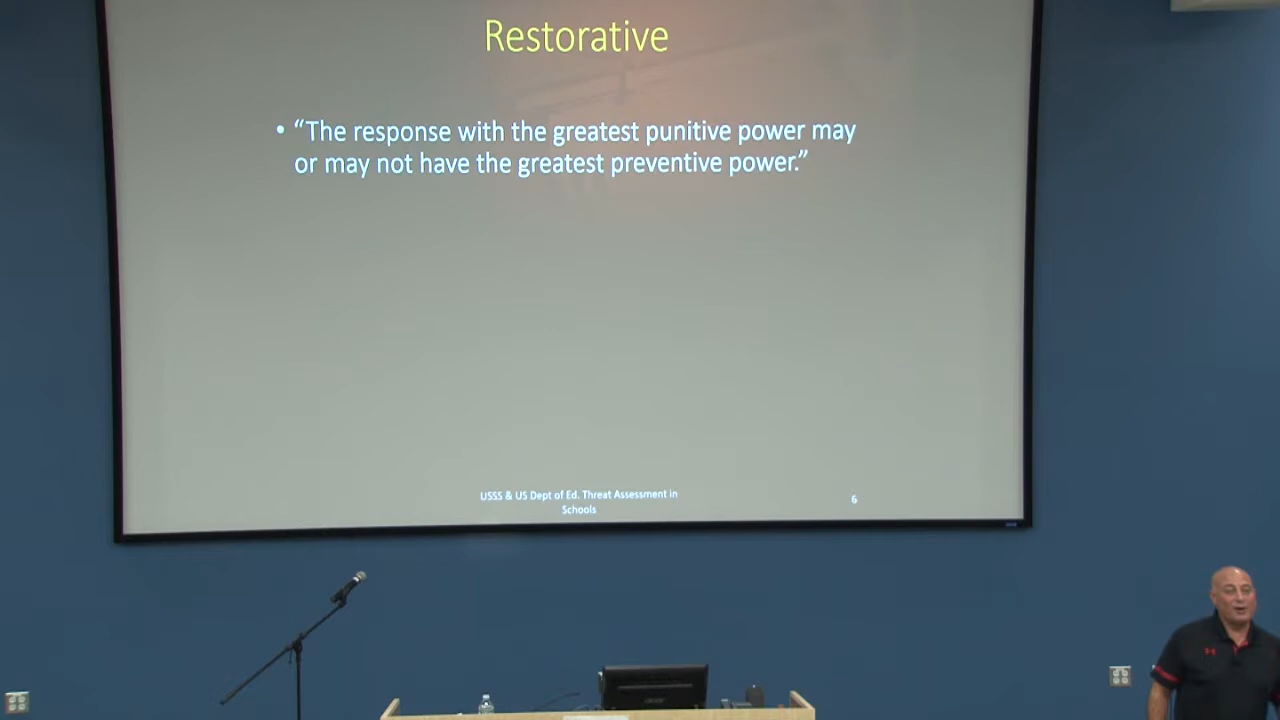 Restorative
• “The response with the greatest punitive power may
or may not have the greatest preventive power.”
USSS & US Dept of Ed. Threat Assessment in
Schools
6